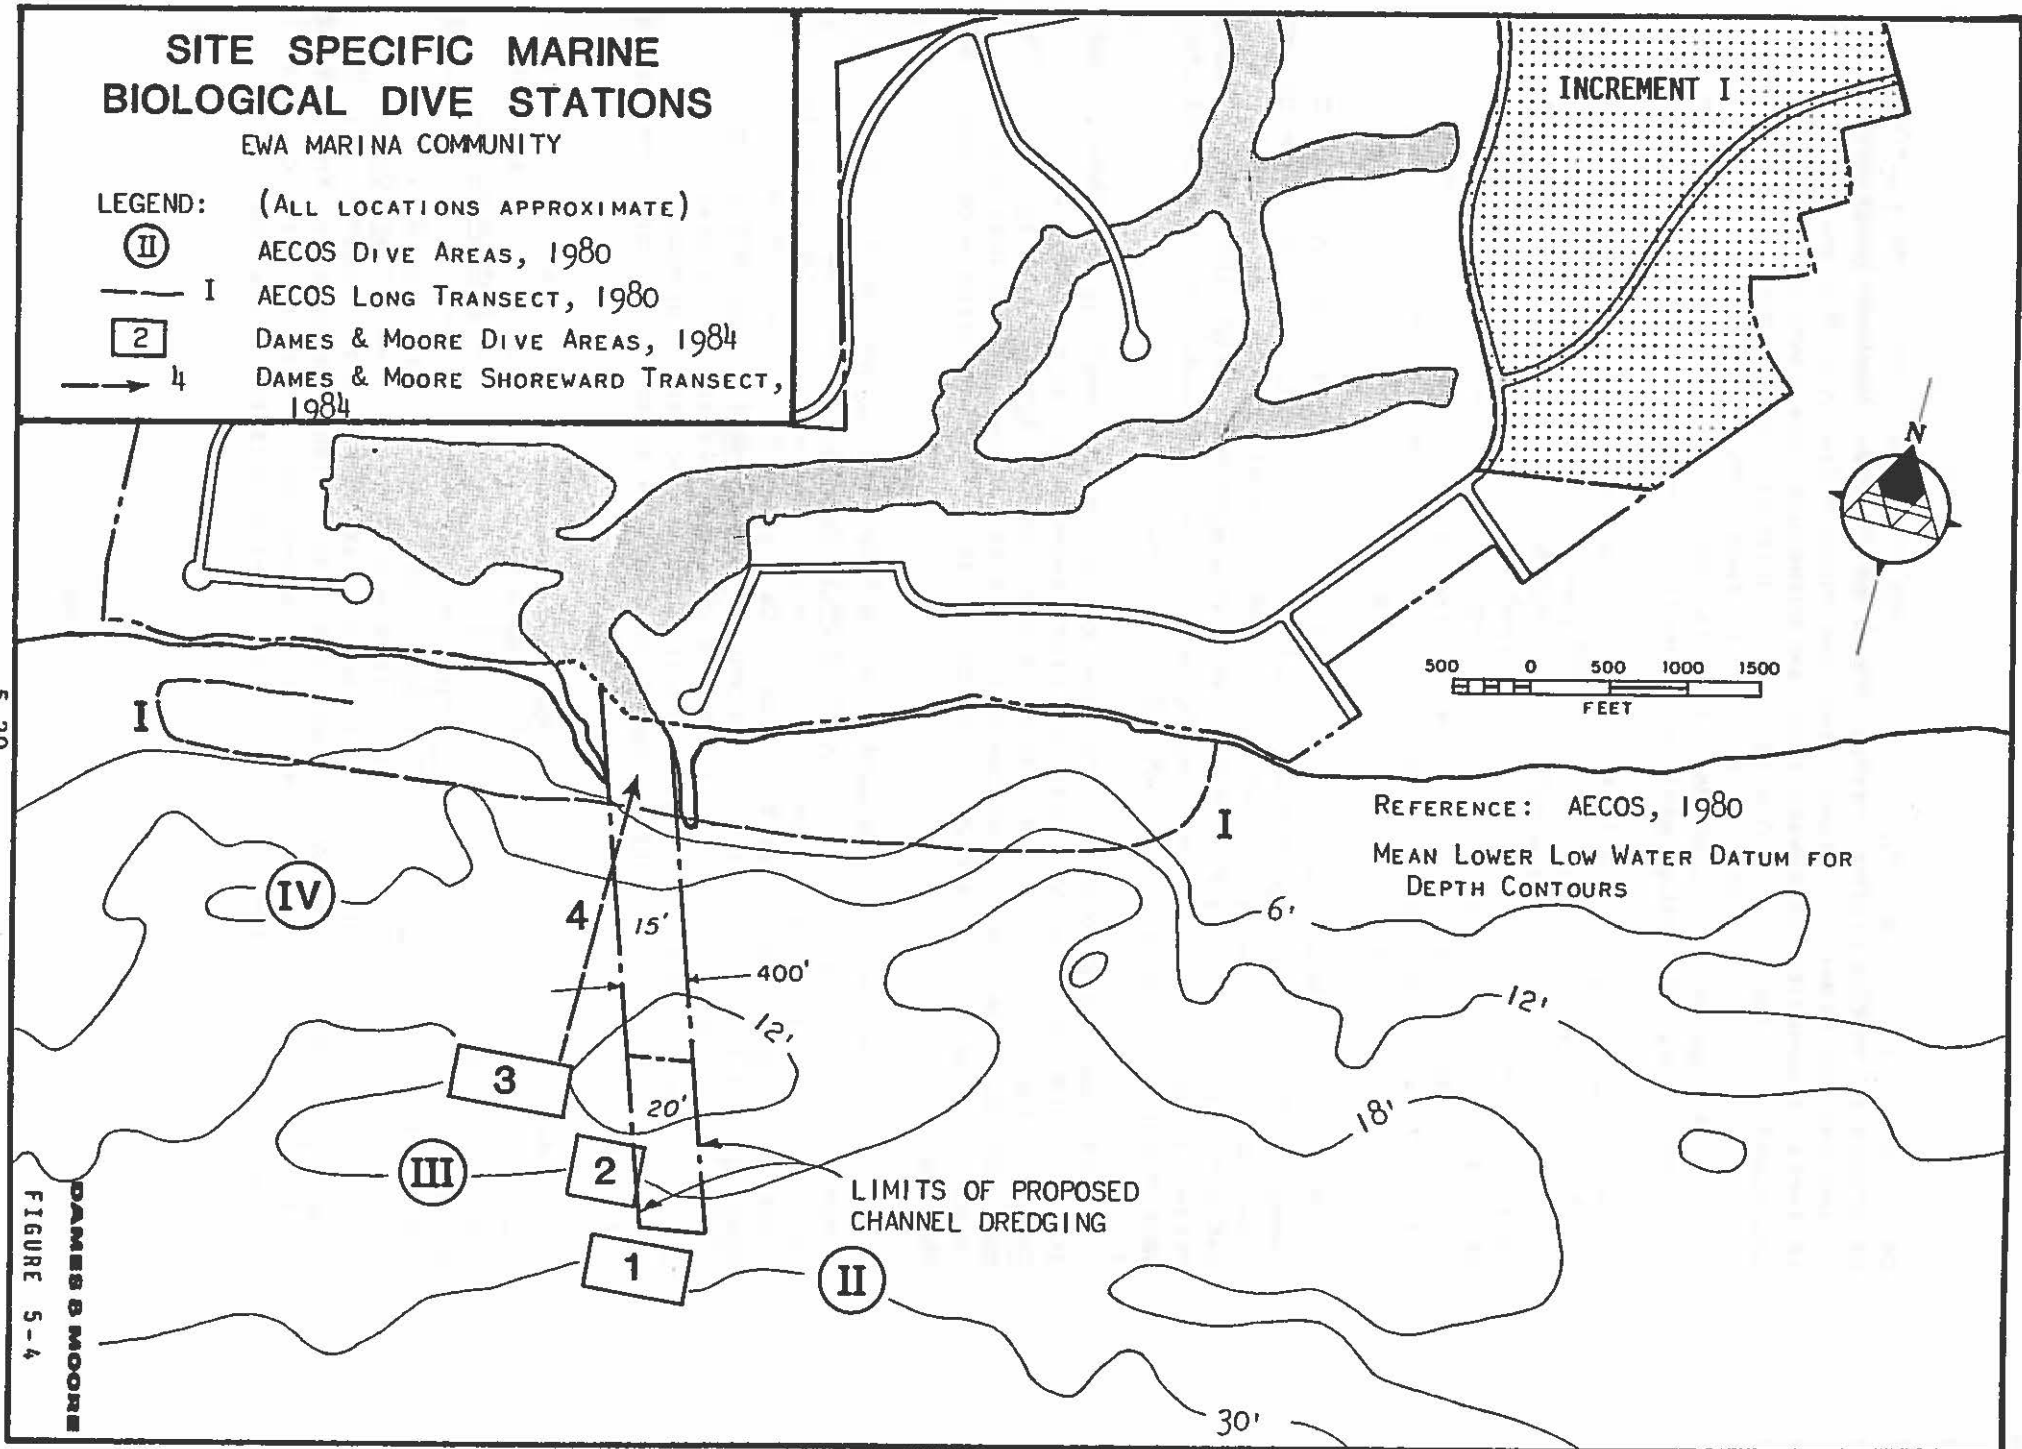 SITE SPECIFIC MARINE
BIOLOGICAL DIVE STATIONS
EWA MARINA COMMUNITY
LEGEND: (ALL LOCATIONS APPROXIMATE)
II AECOS DIVE AREAS, 1980
I AECOS LONG TRANSECT, 1980
2 DAMES & MOORE DIVE AREAS, 1984
4 DAMES & MOORE SHOREWARD TRANSECT,
1984
INCREMENT I
N
500 0 500 1000 1500
FEET
I
I
REFERENCE: AECOS, 1980
MEAN LOWER LOW WATER DATUM FOR
DEPTH CONTOURS
IV
4
15'
6'
400'
12'
12'
3
20'
18'
III
2
LIMITS OF PROPOSED
CHANNEL DREDGING
1
II
30'
DAMES & MOORE
FIGURE 5-4